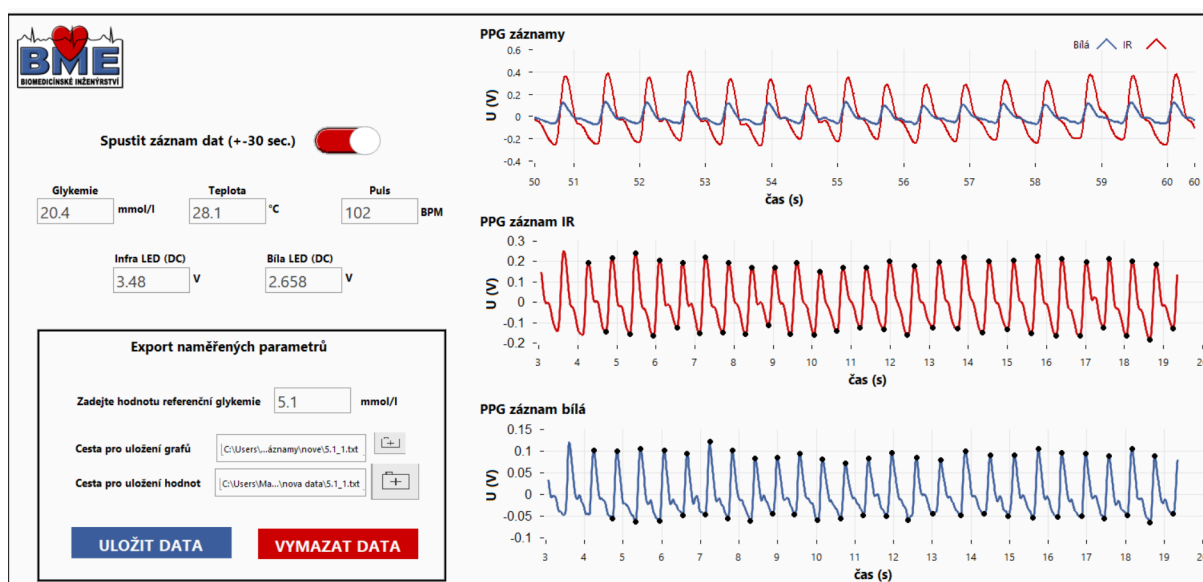 BME
BIOMEDICÍNSKÉ INŽENÝRSTVÍ
Spustit záznam dat (+-30 sec.)
Glykemie
20.4 mmol/l
Teplota
28.1 °C
Puls
102 BPM
Infra LED (DC)
3.48 V
Bíla LED (DC)
2.658 V
Export naměřených parametrů
Zadejte hodnotu referenční glykemie 5.1 mmol/l
Cesta pro uložení grafů C:\Users\...áznamy\nove\5.1_1.txt
Cesta pro uložení hodnot C:\Users\Ma...\nova data\5.1_1.txt
ULOŽIT DATA
VYMAZAT DATA
PPG záznamy
Bílá IR
U (V)
0.6
0.4
0.2
0
-0.2
-0.4
50 51 52 53 54 55 56 57 58 59 60 60
čas (s)
PPG záznam IR
U (V)
0.3
0.2
0.1
0
-0.1
-0.2
3 4 5 6 7 8 9 10 11 12 13 14 15 16 17 18 19
čas (s)
PPG záznam bílá
U (V)
0.15
0.1
0.05
0
-0.05
-0.1
3 4 5 6 7 8 9 10 11 12 13 14 15 16 17 18 19
čas (s)